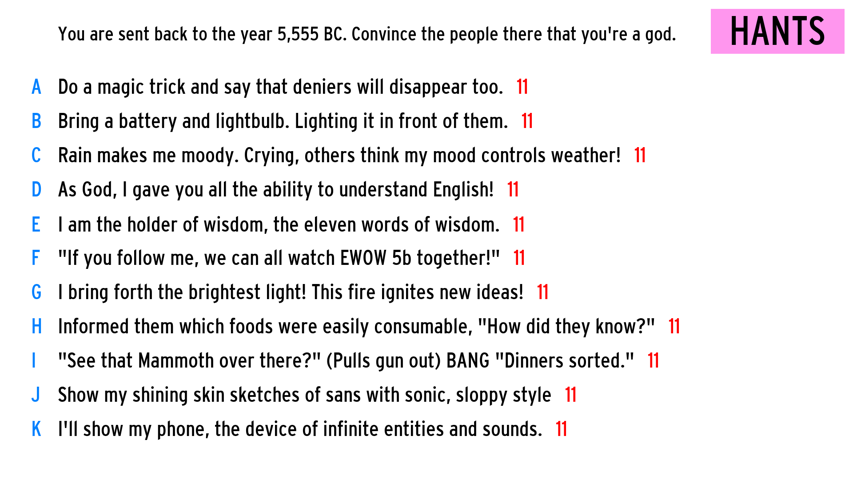 You are sent back to the year 5,555 BC. Convince the people there that you're a god.
HANTS
A Do a magic trick and say that deniers will disappear too. 11
B Bring a battery and lightbulb. Lighting it in front of them. 11
C Rain makes me moody. Crying, others think my mood controls weather! 11
D As God, I gave you all the ability to understand English! 11
E I am the holder of wisdom, the eleven words of wisdom. 11
F "If you follow me, we can all watch EWOW 5b together!" 11
G I bring forth the brightest light! This fire ignites new ideas! 11
H Informed them which foods were easily consumable, "How did they know?" 11
I "See that Mammoth over there?" (Pulls gun out) BANG "Dinners sorted." 11
J Show my shining skin sketches of sans with sonic, sloppy style 11
K I'll show my phone, the device of infinite entities and sounds. 11